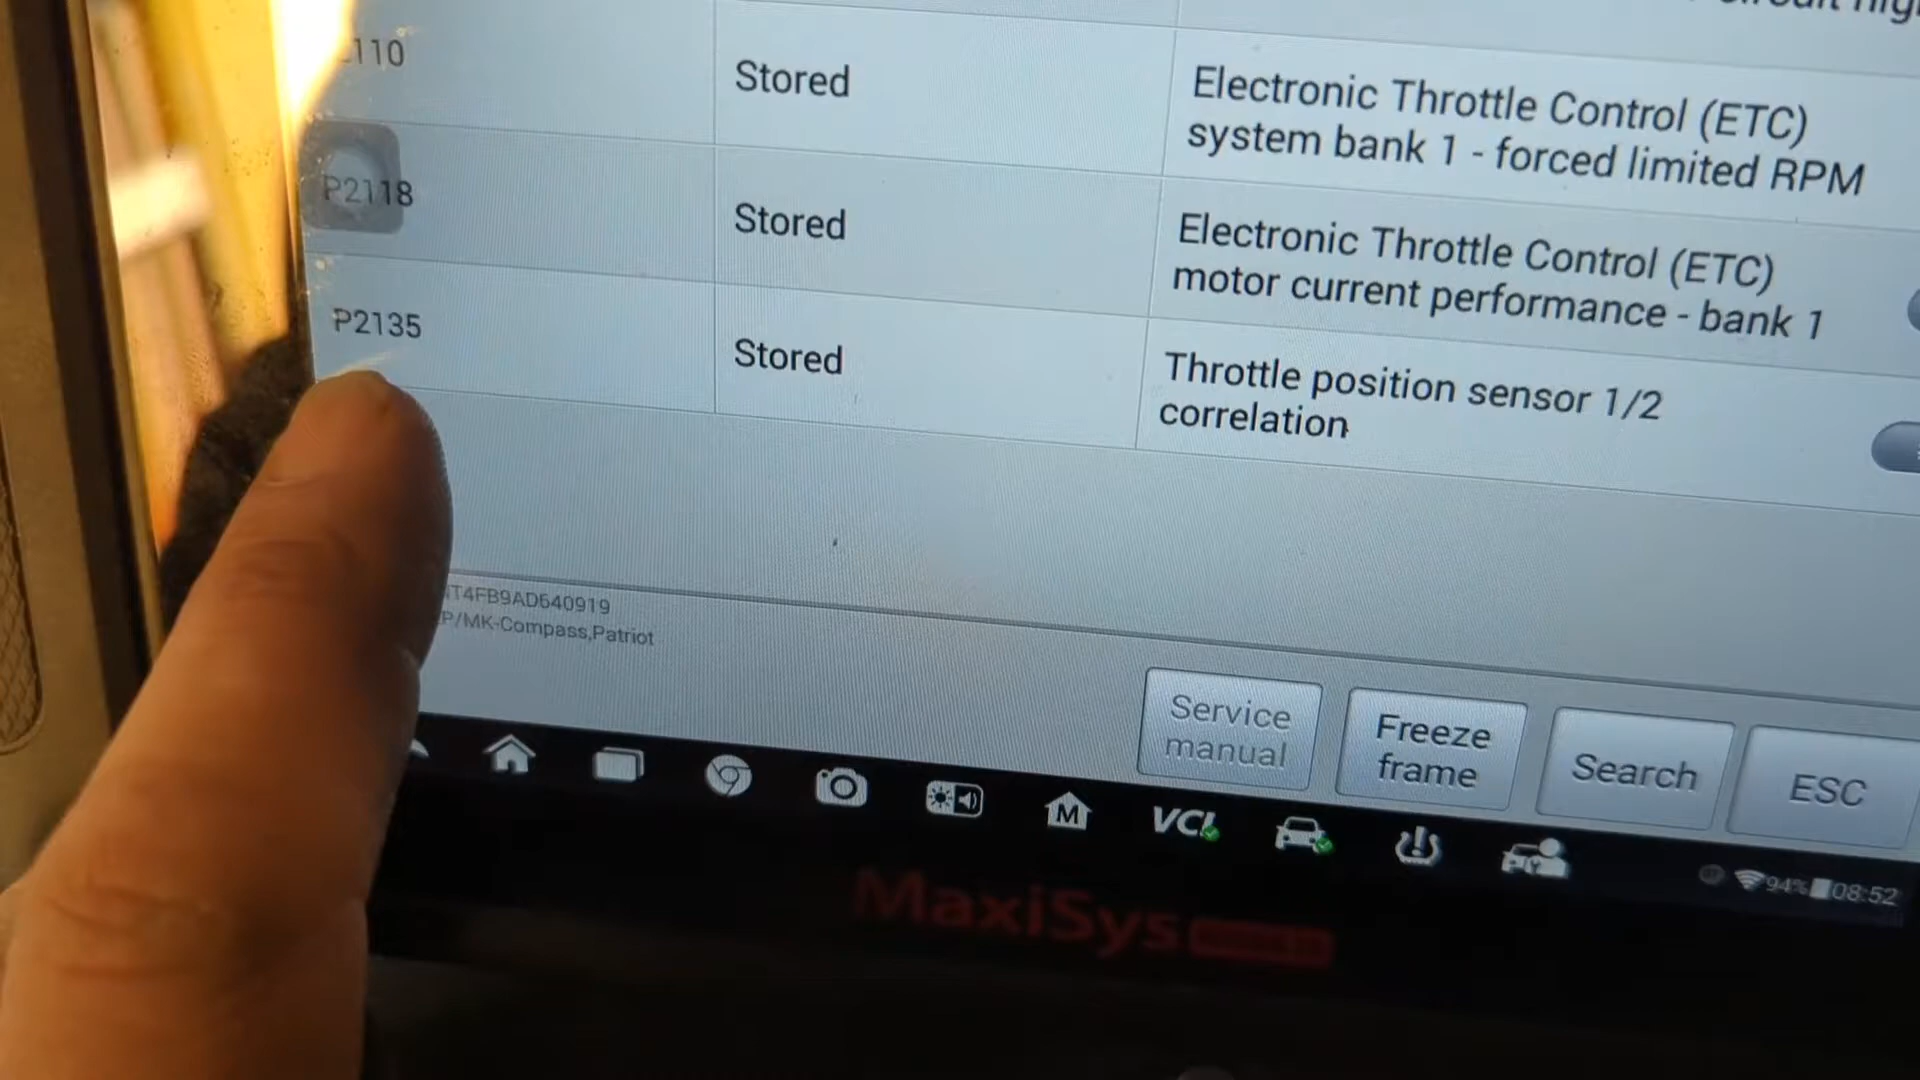 110
Stored
Electronic Throttle Control (ETC)
system bank 1 - forced limited RPM
P2118
Stored
Electronic Throttle Control (ETC)
motor current performance - bank 1
P2135
Stored
Throttle position sensor 1/2
correlation
T4FB9AD640919
P/MK-Compass,Patriot
Service
manual
Freeze
frame
Search
ESC
M
VCI
94% 08:52
MaxiSys